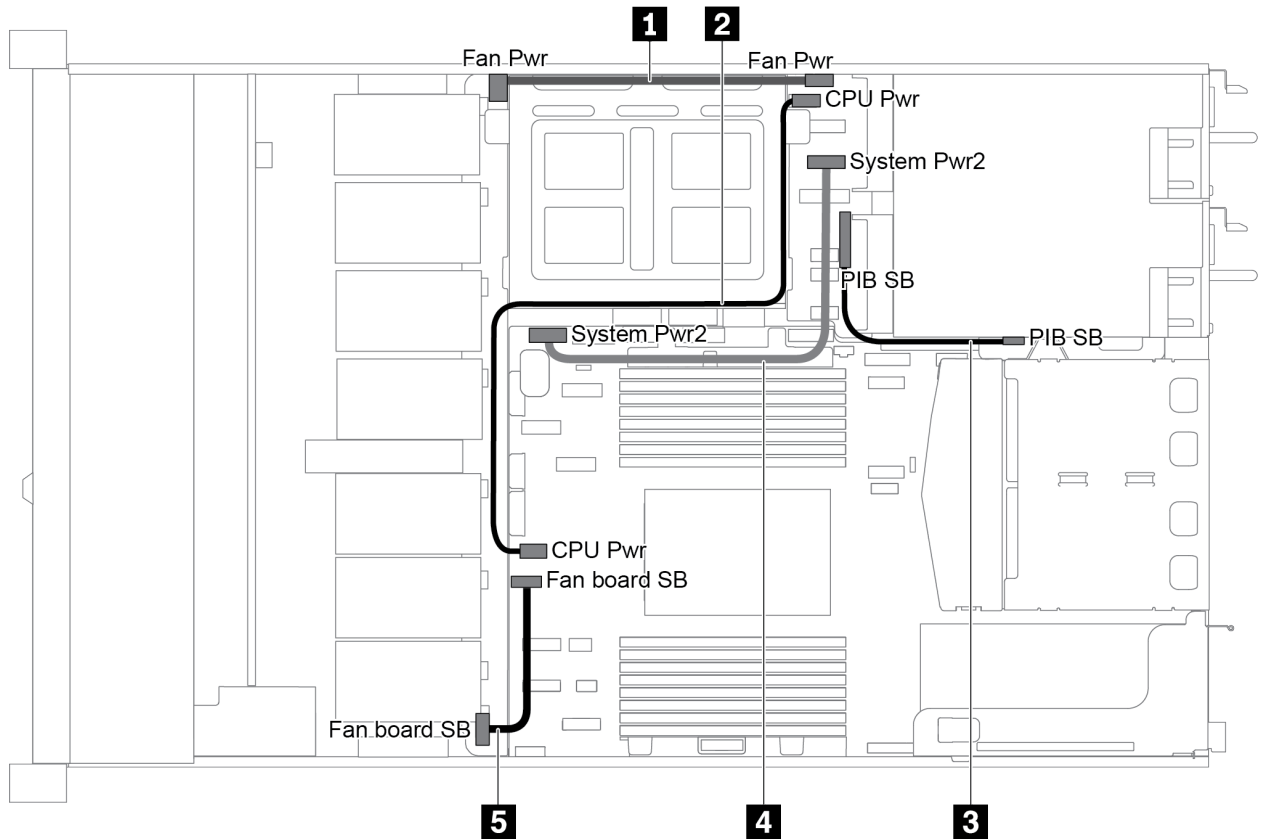 1
2
Fan Pwr
Fan Pwr
CPU Pwr
System Pwr2
PIB SB
System Pwr2
PIB SB
CPU Pwr
Fan board SB
Fan board SB
5
4
3